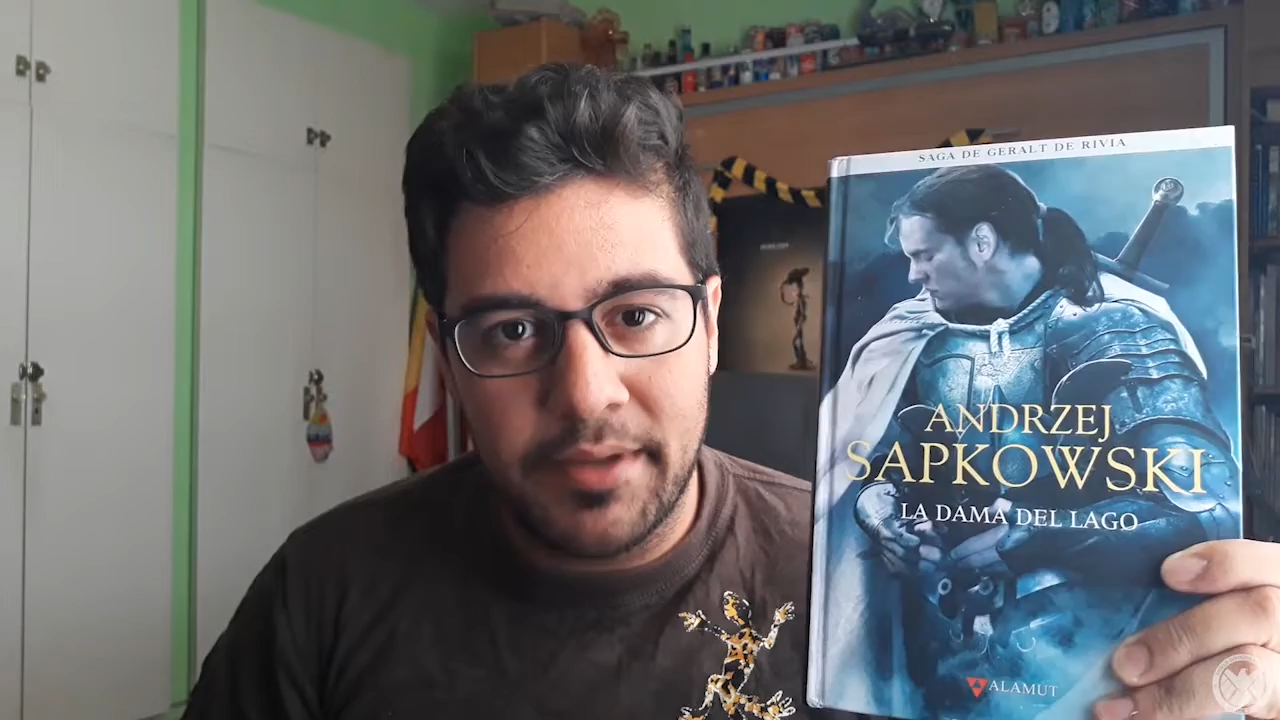 SAGA DE GERALT DE RIVIA
ANDRZEJ
SAPKOWSKI
LA DAMA DEL LAGO
ALAMUT